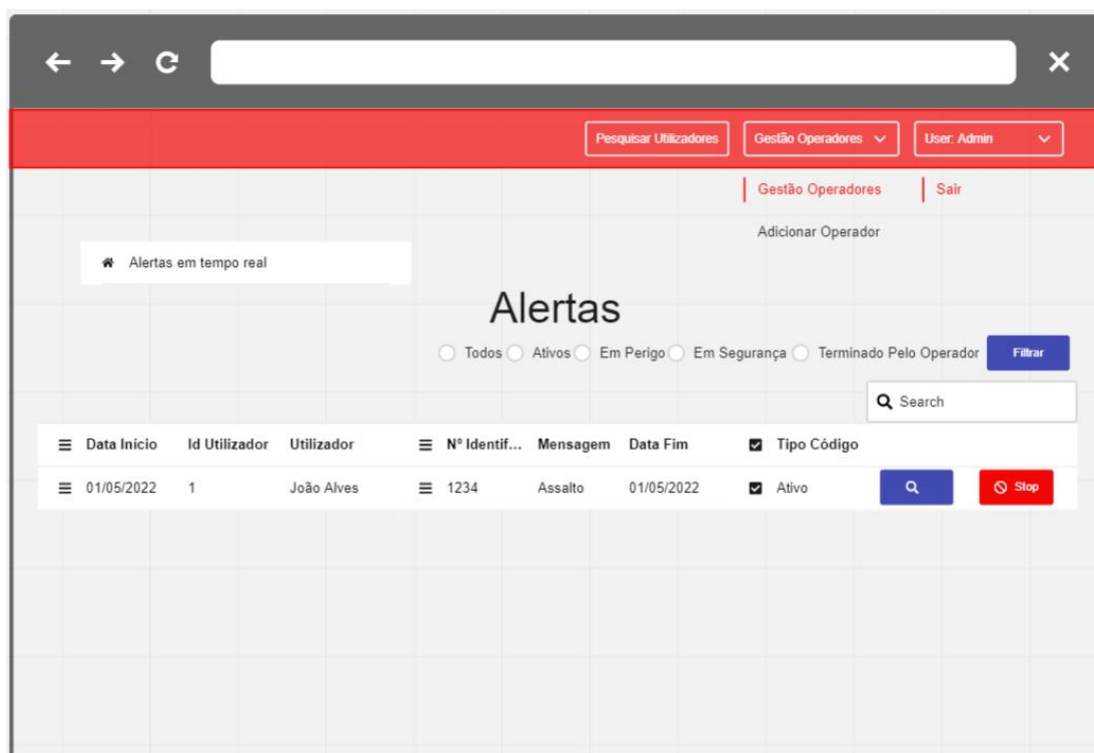 Pesquisar Utilizadores Gestão Operadores User: Admin
Gestão Operadores Sair
Adicionar Operador
Alertas em tempo real
Alertas
Todos Ativos Em Perigo Em Segurança Terminado Pelo Operador Filtrar
Search
Data Início Id Utilizador Utilizador Nº Identif... Mensagem Data Fim Tipo Código
01/05/2022 1 João Alves 1234 Assalto 01/05/2022 Ativo Stop